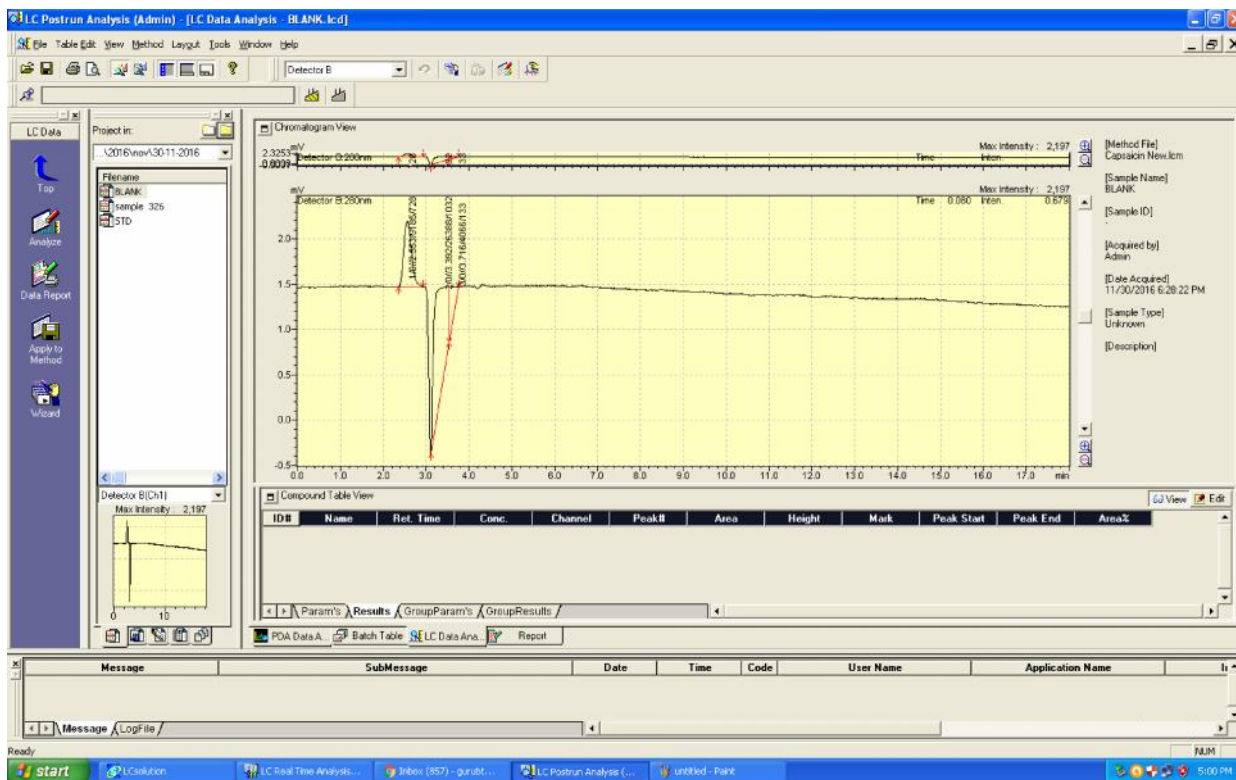 LC Postrun Analysis (Admin) - [LC Data Analysis - BLANK.lcd]
File Table Edit View Method Layout Tools Window Help
Detector B
LC Data
Top
Analyze
Data Report
Apply to
Method
Wizard
Project in:
...\2016\nov\30-11-2016
Filename
BLANK
sample 326
STD
Detector B(Ch1)
Max Intensity : 2,197
0 10
Chromatogram View
mV
Max Intensity : 2,197
2.3253
Time Inten.
mV
Max Intensity : 2,197
Detector B:280nm
Time 0.080 Inten. 0.679
2.0
1.5
1.0
0.5
0.0
-0.5
0.0 1.0 2.0 3.0 4.0 5.0 6.0 7.0 8.0 9.0 10.0 11.0 12.0 13.0 14.0 15.0 16.0 17.0 min
[Method File]
Capsaicin New.lcm
[Sample Name]
BLANK
[Sample ID]
-
[Acquired by]
Admin
[Date Acquired]
11/30/2016 6:28:22 PM
[Sample Type]
Unknown
[Description]
Compound Table View
View Edit
ID# Name Ret. Time Conc. Channel Peak# Area Height Mark Peak Start Peak End Area%
Param's Results GroupParam's GroupResults
PDA Data A... Batch Table LC Data Ana... Report
Message SubMessage Date Time Code User Name Application Name
Message LogFile
Ready
NUM
start LCsolution LC Real Time Analysis... Inbox (857) - gurubt... LC Postrun Analysis (... untitled - Paint 5:00 PM